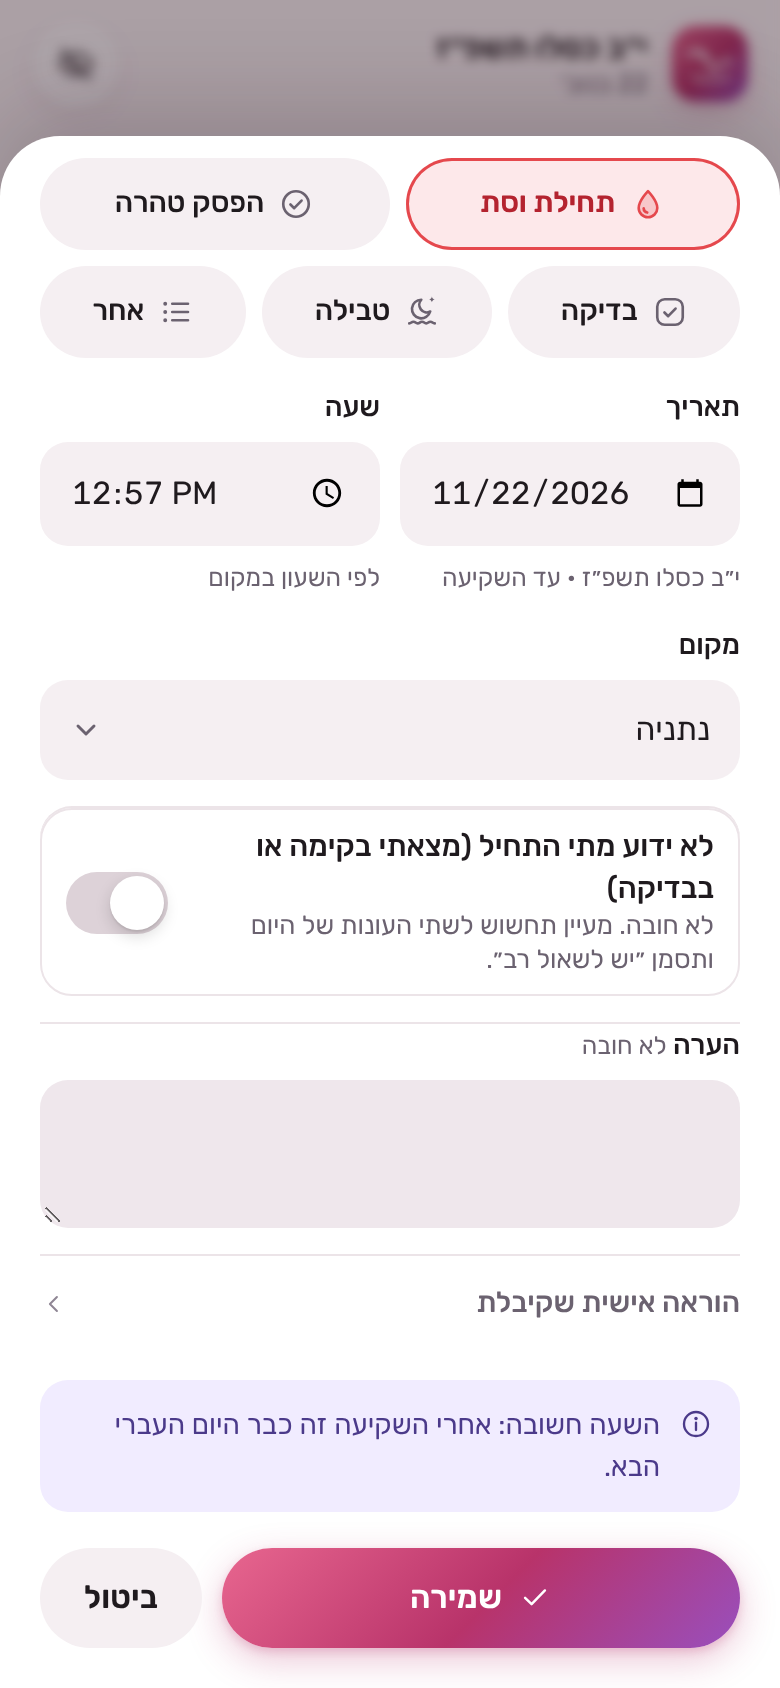 י״ב כסלו תשפ״ז
תחילת וסת
הפסק טהרה
בדיקה
טבילה
אחר
תאריך
שעה
11/22/2026
12:57 PM
י״ב כסלו תשפ״ז • עד השקיעה
לפי השעון במקום
מקום
נתניה
לא ידוע מתי התחיל (מצאתי בקימה או
בבדיקה)
לא חובה. מעיין תחשוש לשתי העונות של היום
ותסמן ״יש לשאול רב״.
הערה לא חובה
הוראה אישית שקיבלת
השעה חשובה: אחרי השקיעה זה כבר היום העברי
הבא.
שמירה
ביטול